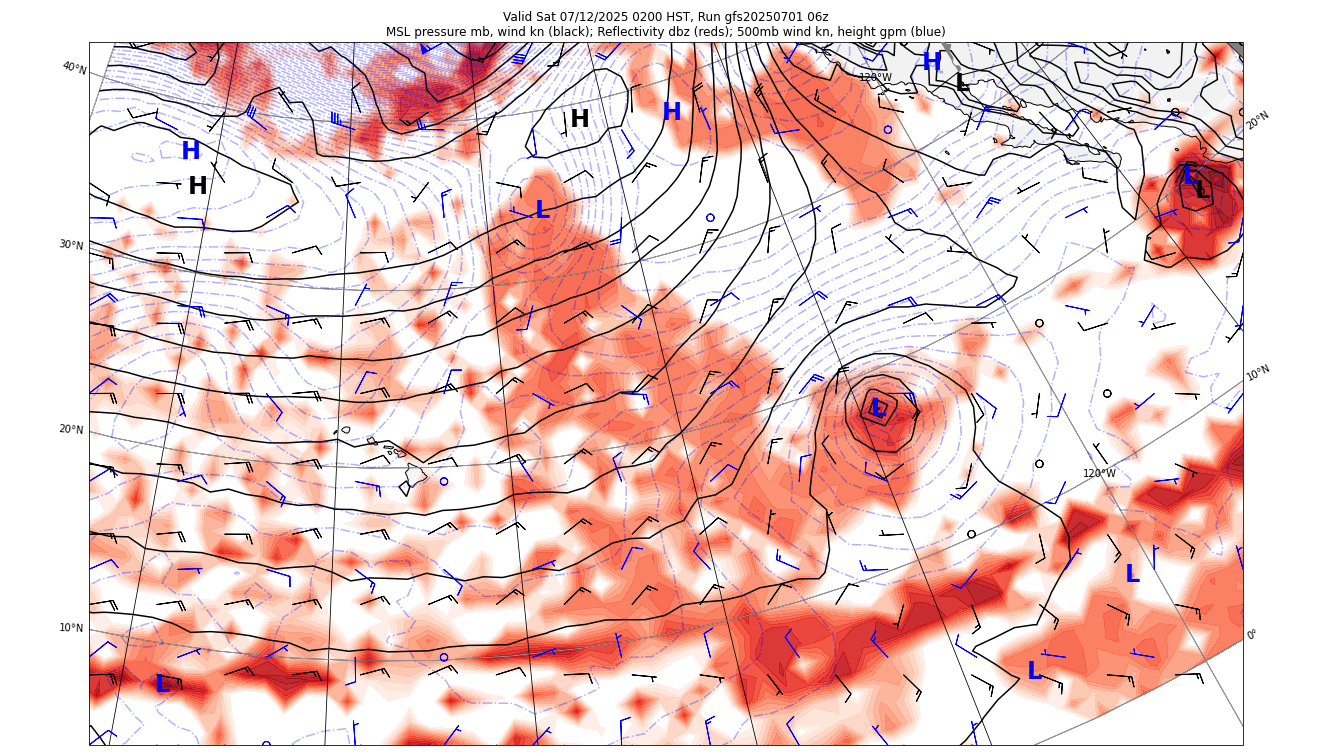 Valid Sat 07/12/2025 0200 HST, Run gfs20250701 06z
MSL pressure mb, wind kn (black); Reflectivity dbz (reds); 500mb wind kn, height gpm (blue)
H
40°N
120°W
L
H
H
20°N
H
L
H
L
L
30°N
10°N
L
20°N
120°W
L
10°N
0°
L
L